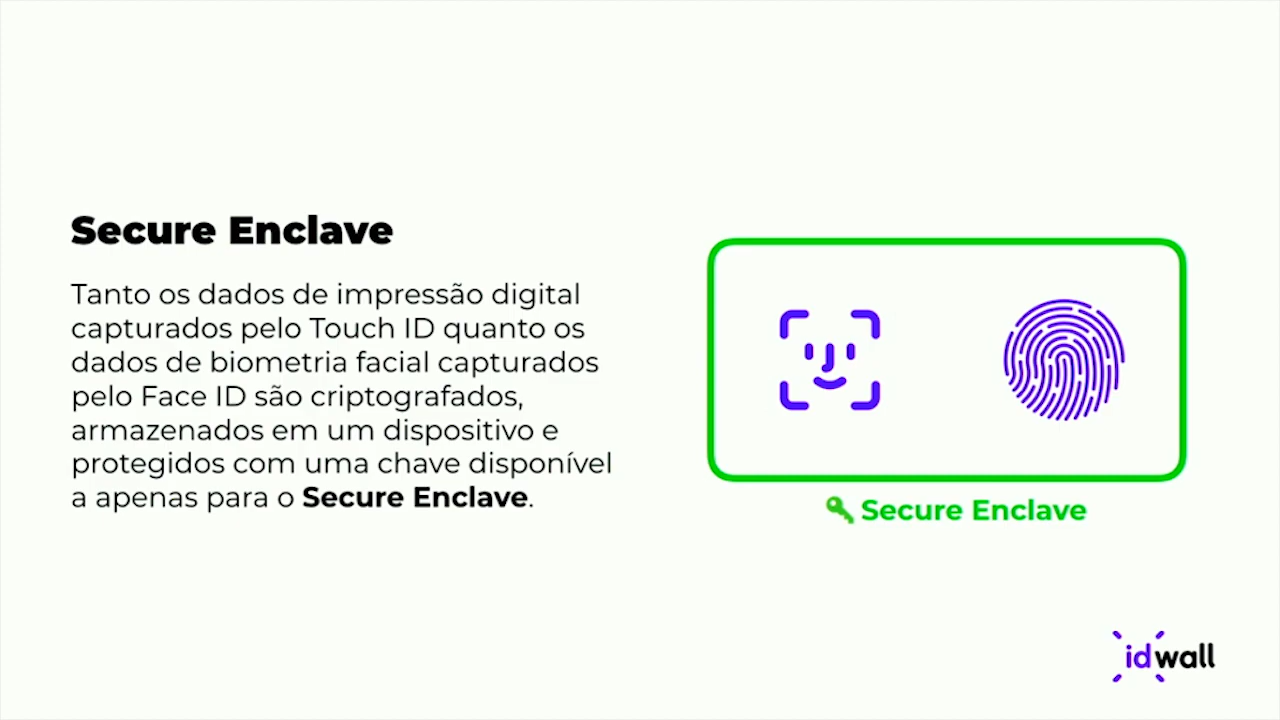 Secure Enclave
Tanto os dados de impressão digital
capturados pelo Touch ID quanto os
dados de biometria facial capturados
pelo Face ID são criptografados,
armazenados em um dispositivo e
protegidos com uma chave disponível
a apenas para o Secure Enclave.
Secure Enclave
idwall